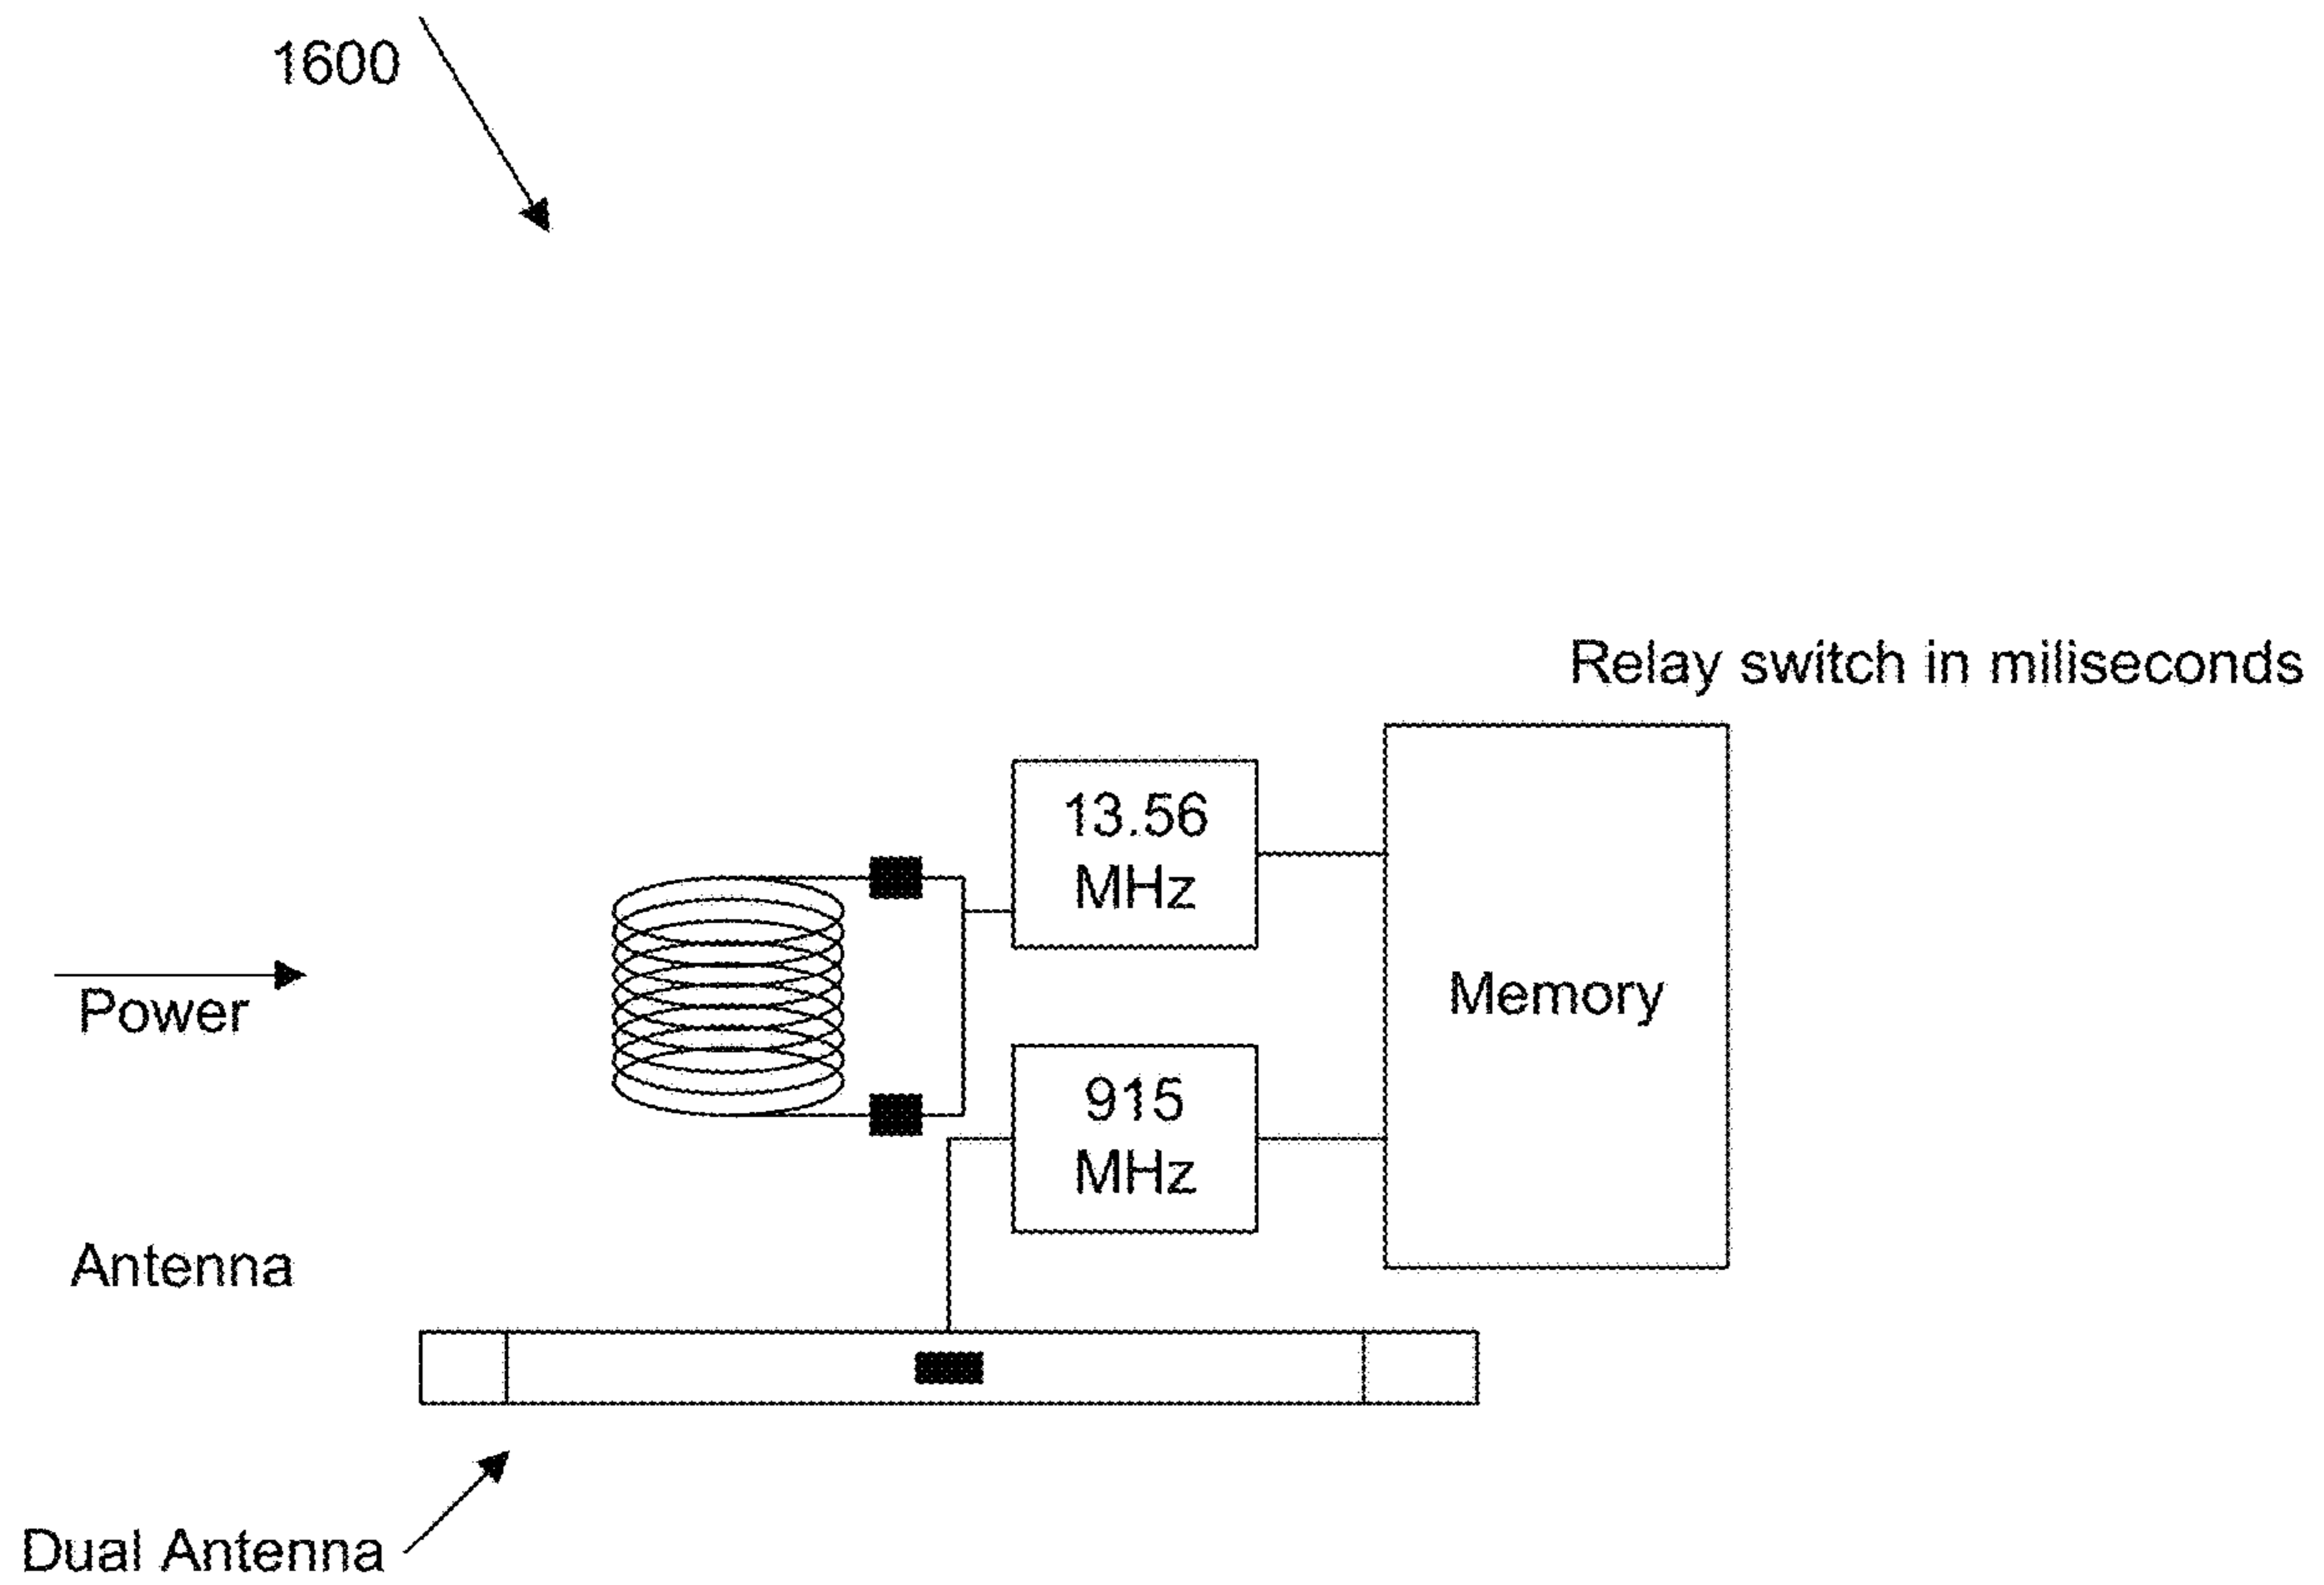 1600
Relay switch in miliseconds
13.56
MHz
Power
Memory
915
MHz
Antenna
Dual Antenna